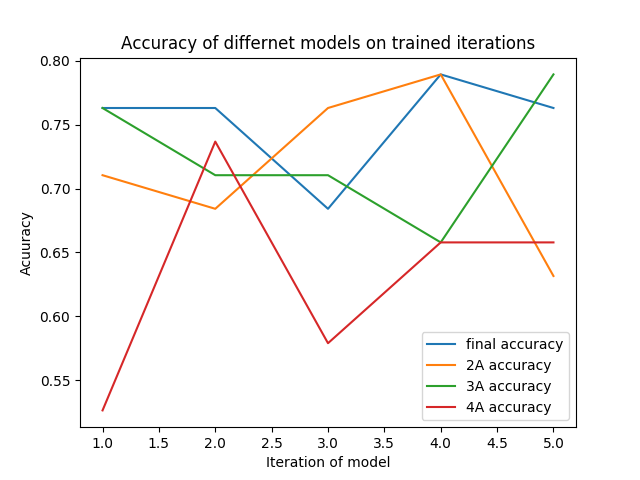 Accuracy of differnet models on trained iterations
0.80
0.75
0.70
0.65
0.60
0.55
Acuuracy
1.0 1.5 2.0 2.5 3.0 3.5 4.0 4.5 5.0
Iteration of model
final accuracy
2A accuracy
3A accuracy
4A accuracy